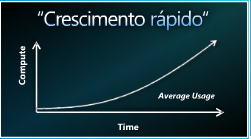 "Crescimento rápido"
Compute
Average Usage
Time